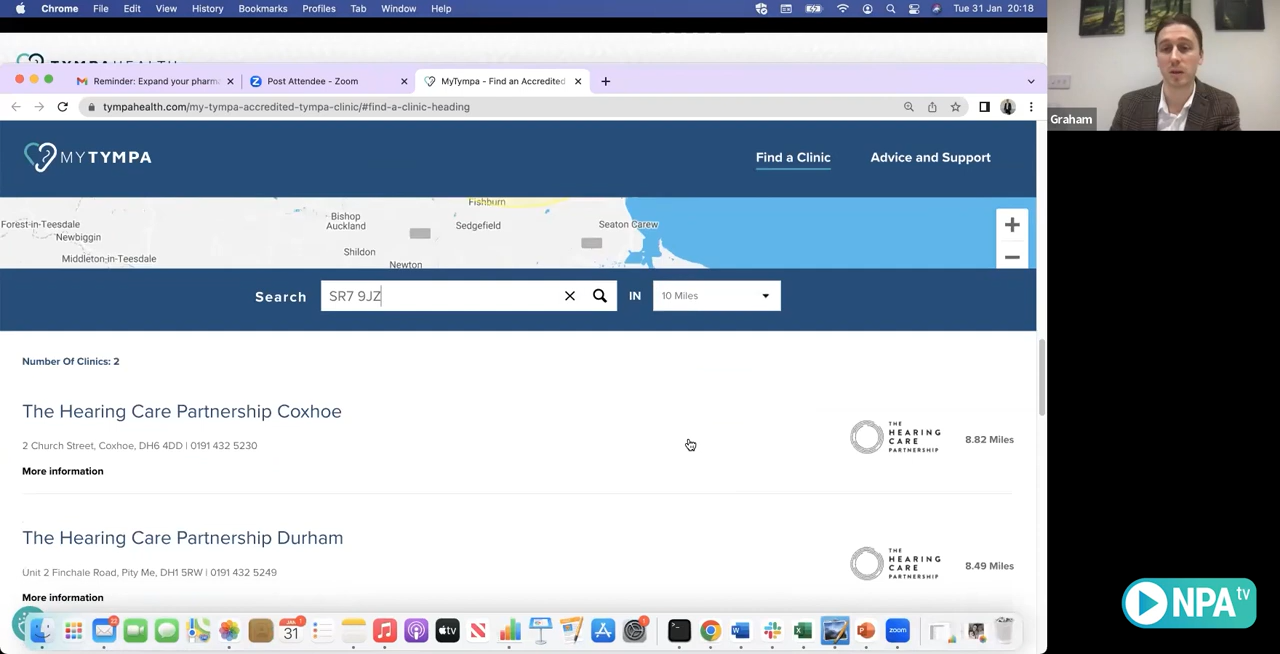 Chrome File Edit View History Bookmarks Profiles Tab Window Help Tue 31 Jan 20:18
Reminder: Expand your pharma
Post Attendee - Zoom
MyTympa - Find an Accredited
tympahealth.com/my-tympa-accredited-tympa-clinic/#find-a-clinic-heading
Graham
MYTYMPA
Find a Clinic
Advice and Support
Fishburn
Forest-in-Teesdale
Bishop
Auckland
Sedgefield
Seaton Carew
Newbiggin
Shildon
Middleton-in-Teesdale
Newton
Search SR7 9JZ IN 10 Miles
Number Of Clinics: 2
The Hearing Care Partnership Coxhoe
2 Church Street, Coxhoe, DH6 4DD | 0191 432 5230
More information
THE
HEARING
CARE
PARTNERSHIP
8.82 Miles
The Hearing Care Partnership Durham
Unit 2 Finchale Road, Pity Me, DH1 5RW | 0191 432 5249
More information
THE
HEARING
CARE
PARTNERSHIP
8.49 Miles
NPAtv
31
tv
zoom